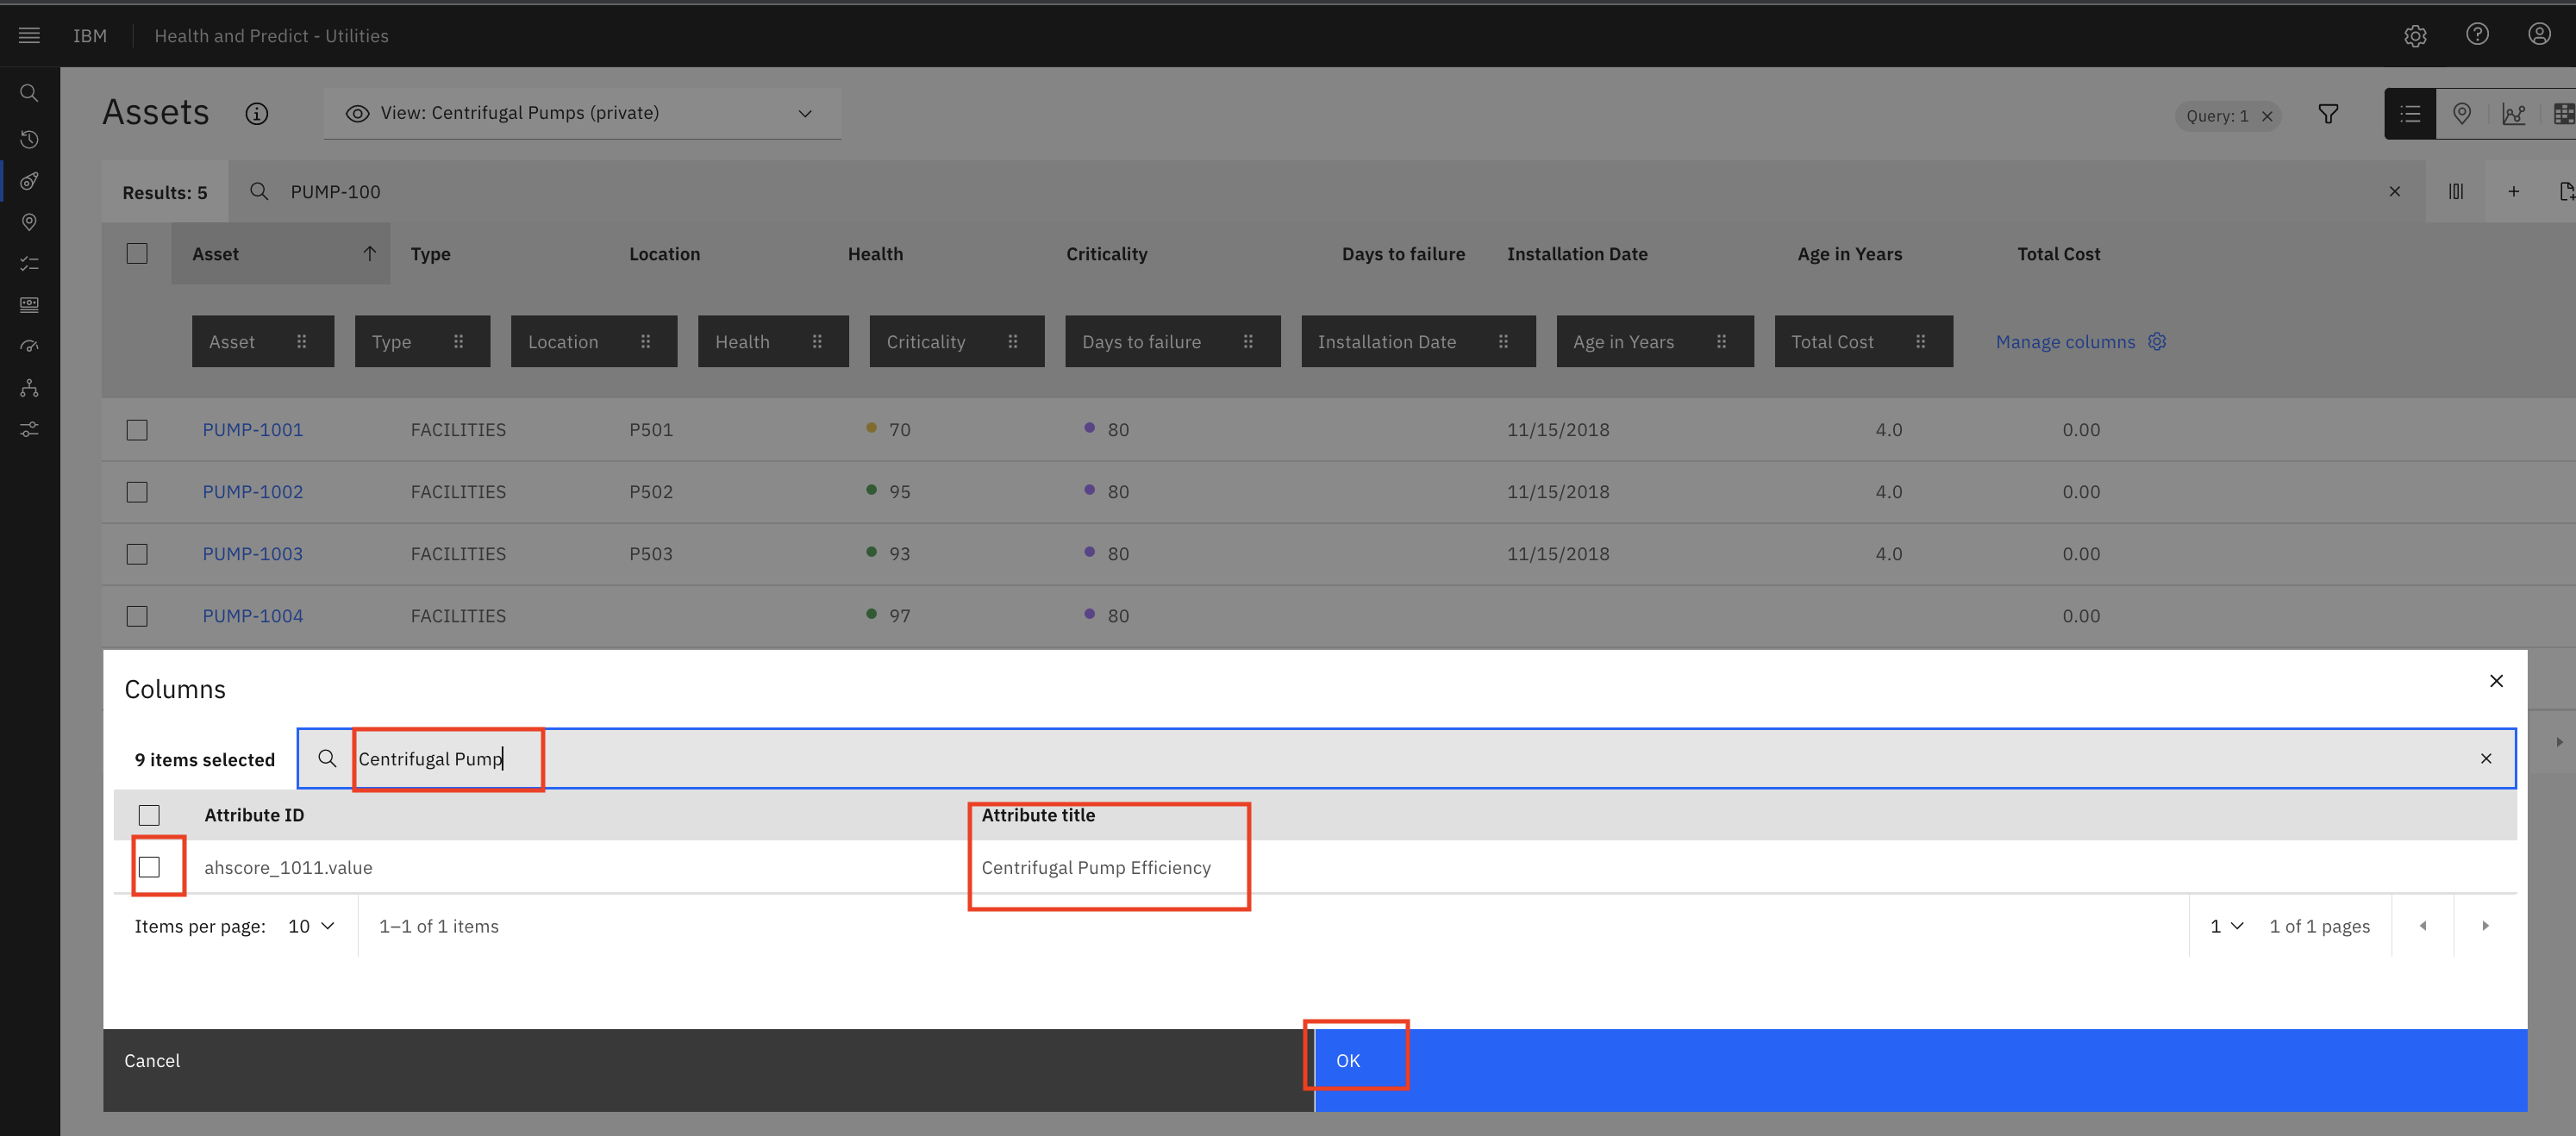 IBM Health and Predict - Utilities
Assets View: Centrifugal Pumps (private) Query: 1
Results: 5 PUMP-100
Asset Type Location Health Criticality Days to failure Installation Date Age in Years Total Cost
Asset Type Location Health Criticality Days to failure Installation Date Age in Years Total Cost Manage columns
PUMP-1001 FACILITIES P501 70 80 11/15/2018 4.0 0.00
PUMP-1002 FACILITIES P502 95 80 11/15/2018 4.0 0.00
PUMP-1003 FACILITIES P503 93 80 11/15/2018 4.0 0.00
PUMP-1004 FACILITIES 97 80 0.00
Columns
9 items selected Centrifugal Pump
Attribute ID Attribute title
ahscore_1011.value Centrifugal Pump Efficiency
Items per page: 10 1–1 of 1 items 1 1 of 1 pages
Cancel OK